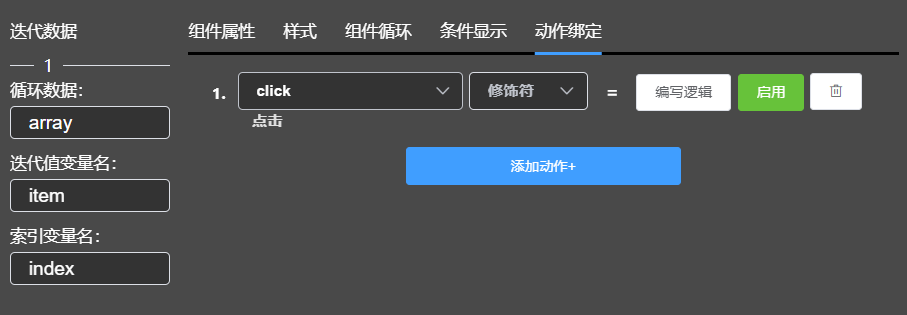 迭代数据
1
循环数据:
array
迭代值变量名:
item
索引变量名:
index
组件属性 样式 组件循环 条件显示 动作绑定
1. click 修饰符 = 编写逻辑 启用
点击
添加动作+